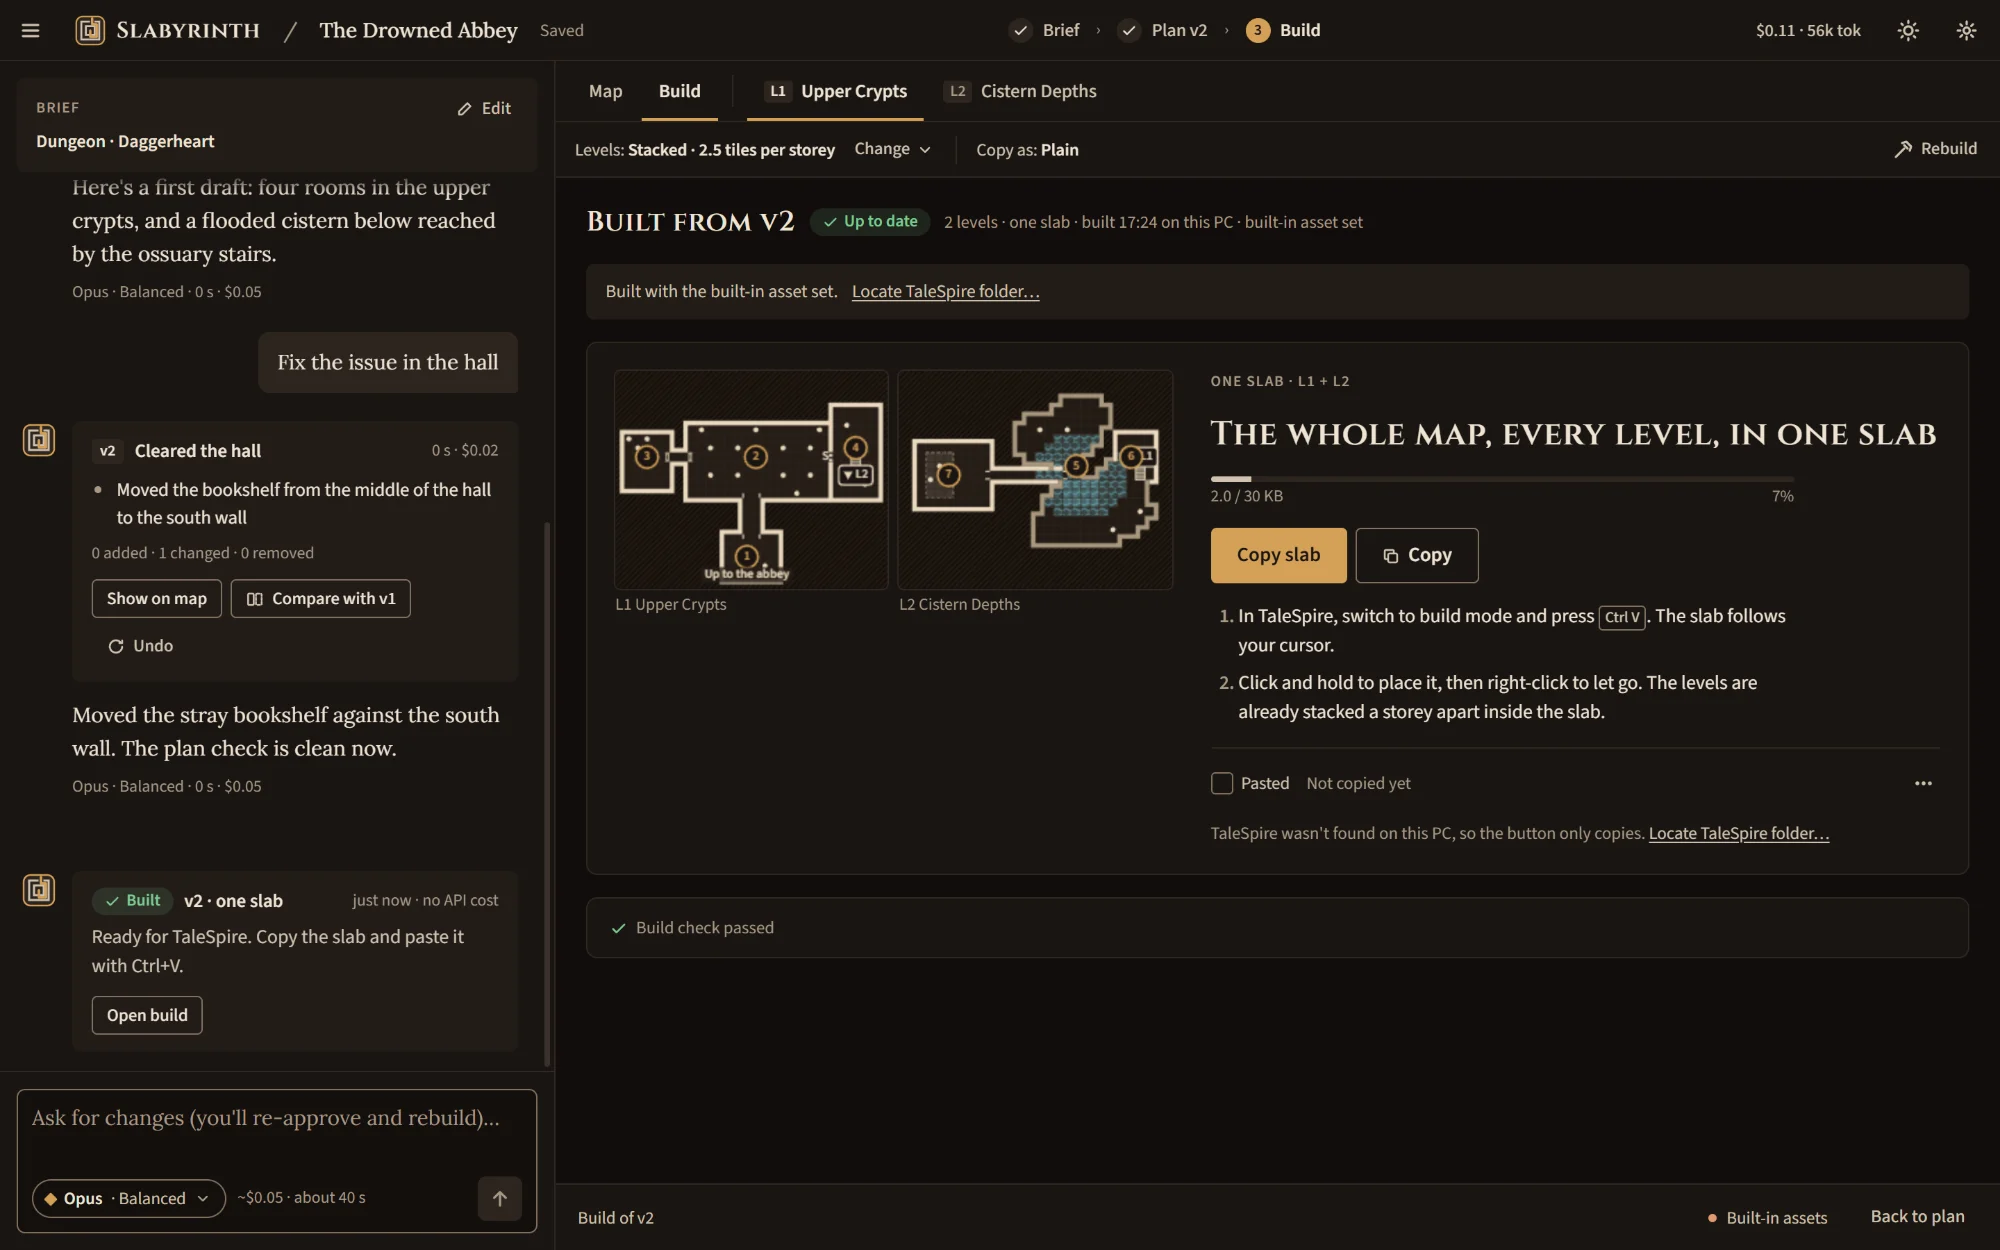 SLABYRINTH / The Drowned Abbey Saved
Brief › Plan v2 › 3 Build
$0.11 · 56k tok
BRIEF
Edit
Dungeon · Daggerheart
Here's a first draft: four rooms in the upper
crypts, and a flooded cistern below reached
by the ossuary stairs.
Opus · Balanced · 0 s · $0.05
Fix the issue in the hall
v2 Cleared the hall 0 s · $0.02
Moved the bookshelf from the middle of the hall
to the south wall
0 added · 1 changed · 0 removed
Show on map
Compare with v1
Undo
Moved the stray bookshelf against the south
wall. The plan check is clean now.
Opus · Balanced · 0 s · $0.05
Built v2 · one slab just now · no API cost
Ready for TaleSpire. Copy the slab and paste it
with Ctrl+V.
Open build
Ask for changes (you'll re-approve and rebuild)...
Opus · Balanced ~$0.05 · about 40 s
Map Build L1 Upper Crypts L2 Cistern Depths
Levels: Stacked · 2.5 tiles per storey Change Copy as: Plain Rebuild
BUILT FROM V2 Up to date 2 levels · one slab · built 17:24 on this PC · built-in asset set
Built with the built-in asset set. Locate TaleSpire folder…
3 2 S 4
▼ L2
1
Up to the abbey
L1 Upper Crypts
7 5 6 L1
L2 Cistern Depths
ONE SLAB · L1 + L2
THE WHOLE MAP, EVERY LEVEL, IN ONE SLAB
2.0 / 30 KB 7%
Copy slab
Copy
1. In TaleSpire, switch to build mode and press Ctrl V. The slab follows
your cursor.
2. Click and hold to place it, then right-click to let go. The levels are
already stacked a storey apart inside the slab.
Pasted Not copied yet
TaleSpire wasn't found on this PC, so the button only copies. Locate TaleSpire folder…
Build check passed
Build of v2
Built-in assets
Back to plan